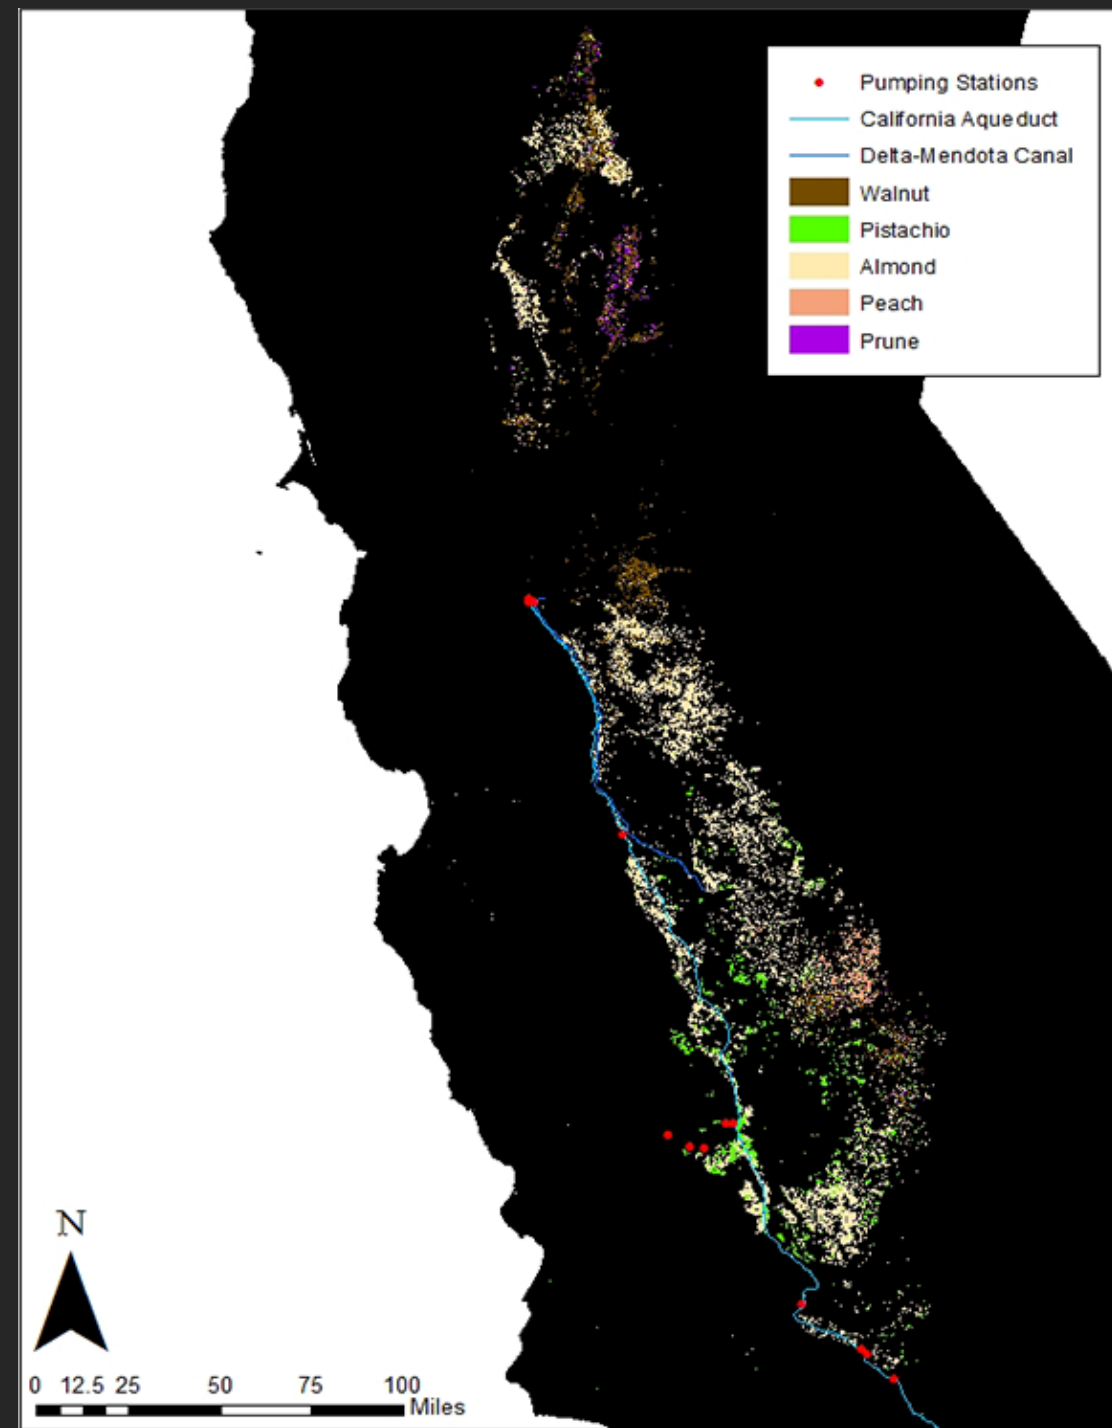 Pumping Stations
California Aqueduct
Delta-Mendota Canal
Walnut
Pistachio
Almond
Peach
Prune
N
0 12.5 25 50 75 100
Miles